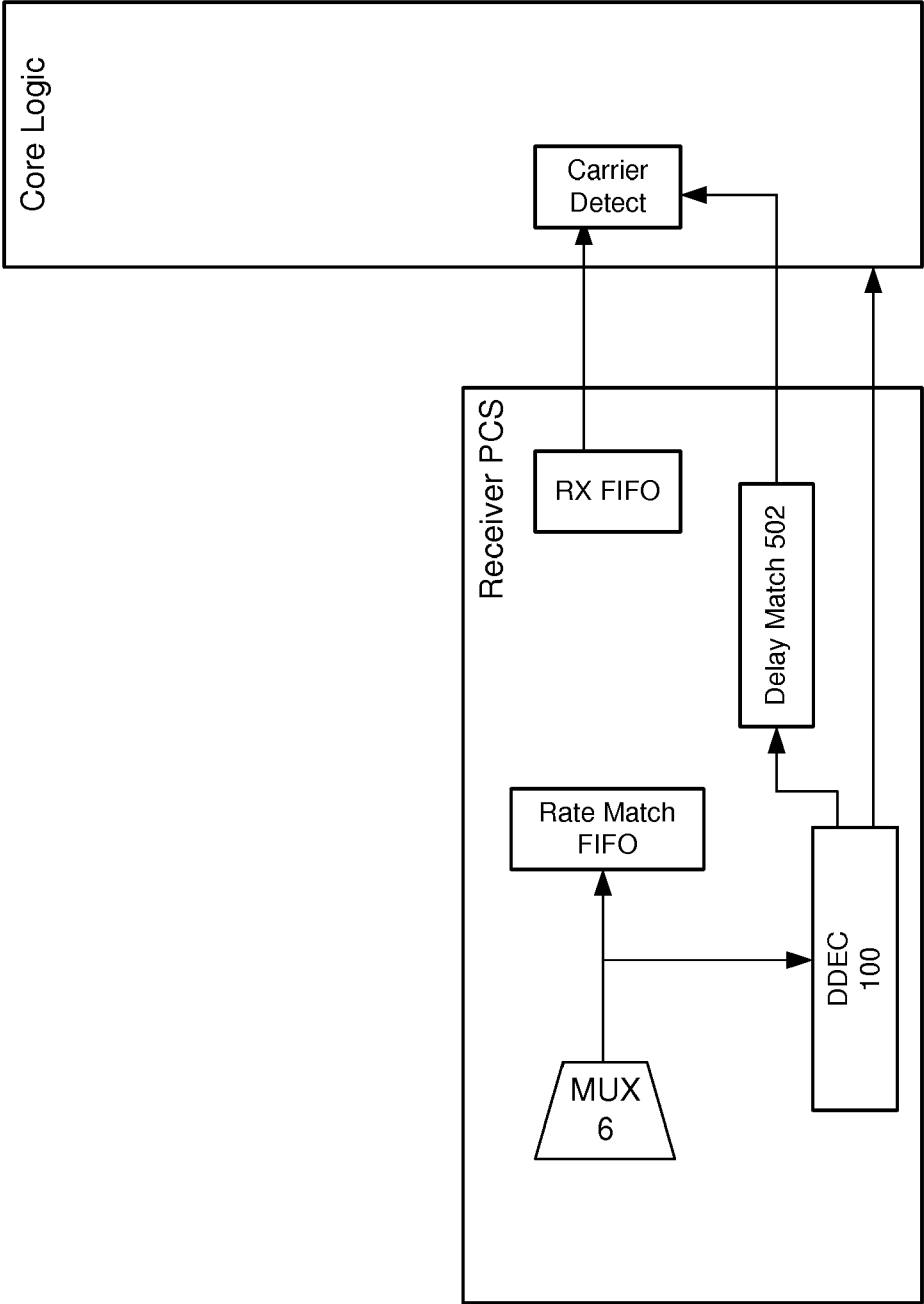 Core Logic
Carrier
Detect
Receiver PCS
RX FIFO
Delay Match 502
Rate Match
FIFO
DDEC
100
MUX
6